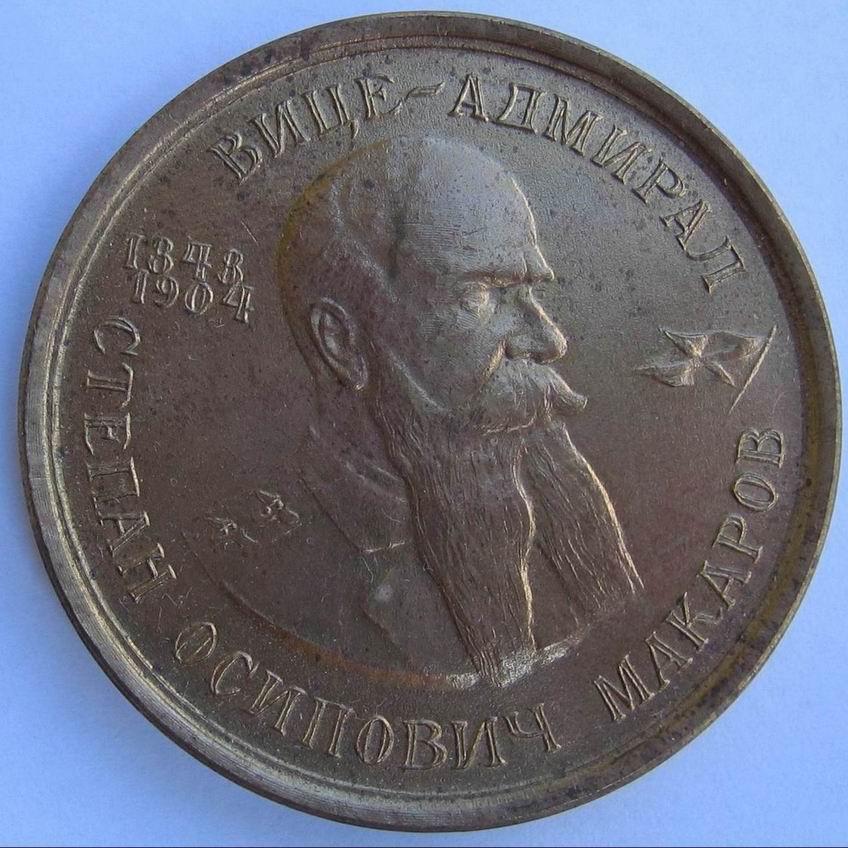 ВИЦЕ-АДМИРАЛ
1848
1904
СТЕПАН ОСИПОВИЧ МАКАРОВ